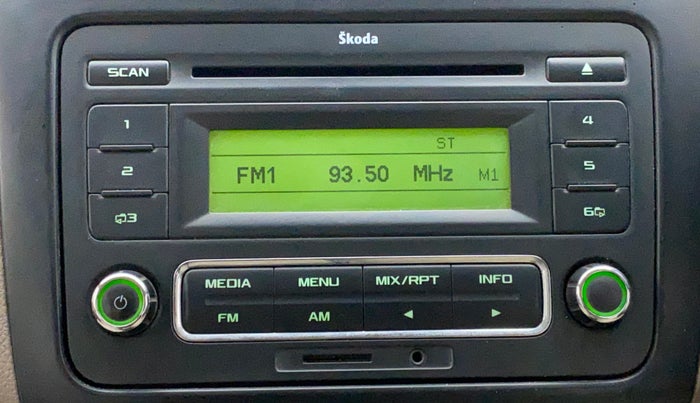 Škoda
SCAN
1
4
ST
2
FM1 93.50 MHz M1
5
3
6
MEDIA MENU MIX/RPT INFO
FM AM